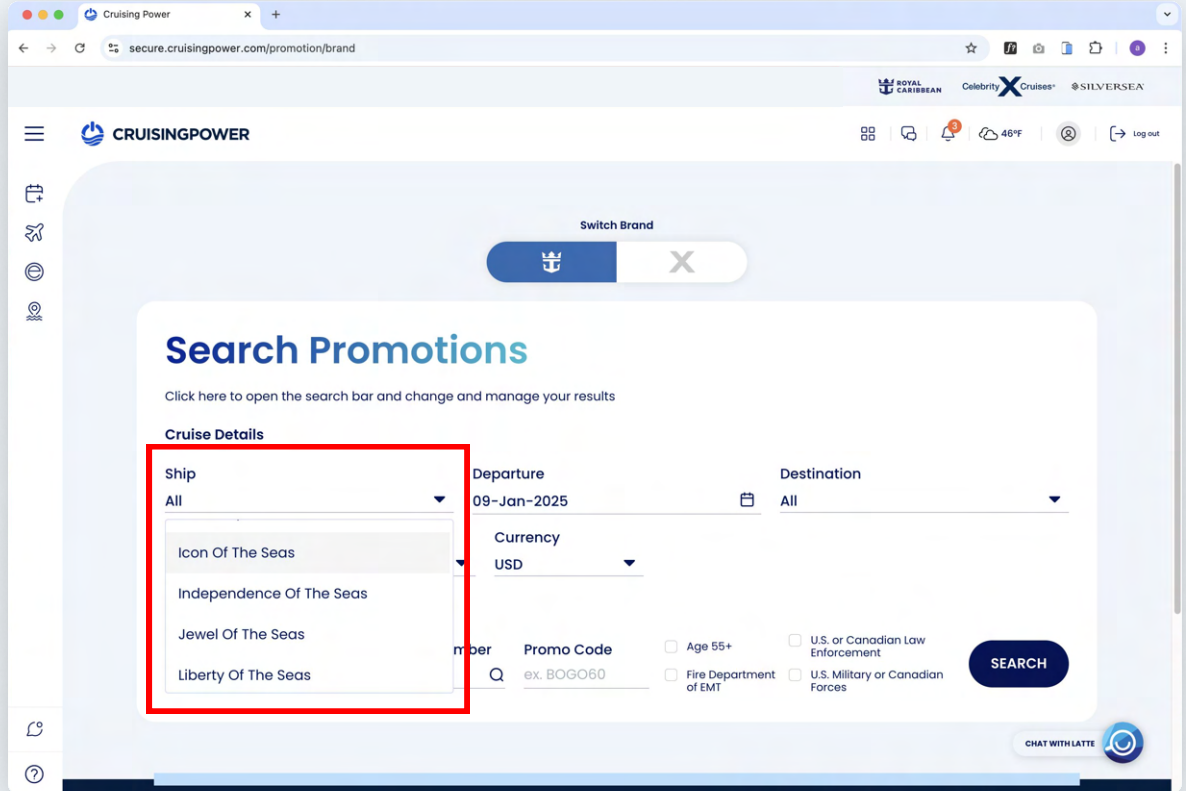 Cruising Power
secure.cruisingpower.com/promotion/brand
ROYAL
CARIBBEAN
Celebrity X Cruises®
SILVERSEA
CRUISINGPOWER
3
46°F
Log out
Switch Brand
X
Search Promotions
Click here to open the search bar and change and manage your results
Cruise Details
Ship
Departure
Destination
All
09-Jan-2025
All
Icon Of The Seas
Independence Of The Seas
Jewel Of The Seas
Liberty Of The Seas
Currency
USD
mber
Promo Code
ex. BOGO60
Age 55+
U.S. or Canadian Law
Enforcement
Fire Department
of EMT
U.S. Military or Canadian
Forces
SEARCH
CHAT WITH LATTE